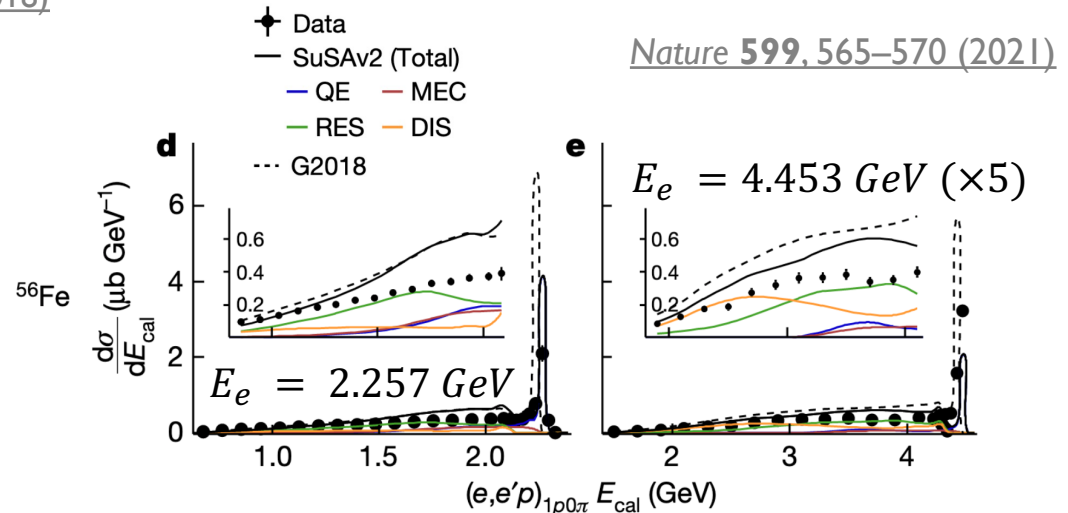 Data
SuSAv2 (Total)
QE MEC
RES DIS
G2018
Nature 599, 565–570 (2021)
d
e
E_e = 4.453 GeV (×5)
E_e = 2.257 GeV
⁵⁶Fe
dσ/dE_cal (μb GeV⁻¹)
6
4
2
0
0.6
0.4
0.2
0.6
0.4
0.2
1.0 1.5 2.0
2 3 4
(e,e′p)₁ₚ₀π E_cal (GeV)